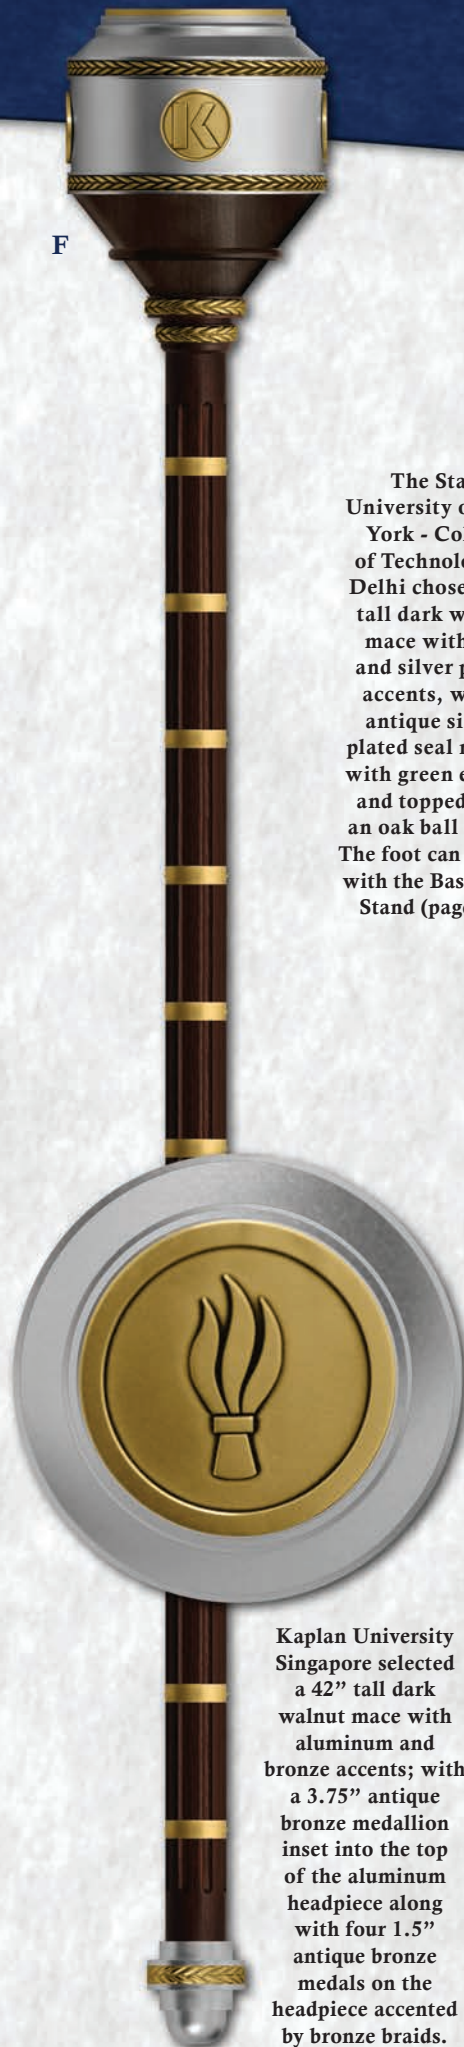 K
F
The Sta
University o
York - Col
of Technolo
Delhi chose
tall dark w
mace with
and silver p
accents, w
antique si
plated seal
with green e
and topped
an oak ball
The foot can
with the Bas
Stand (page
Kaplan University
Singapore selected
a 42” tall dark
walnut mace with
aluminum and
bronze accents; with
a 3.75” antique
bronze medallion
inset into the top
of the aluminum
headpiece along
with four 1.5”
antique bronze
medals on the
headpiece accented
by bronze braids.